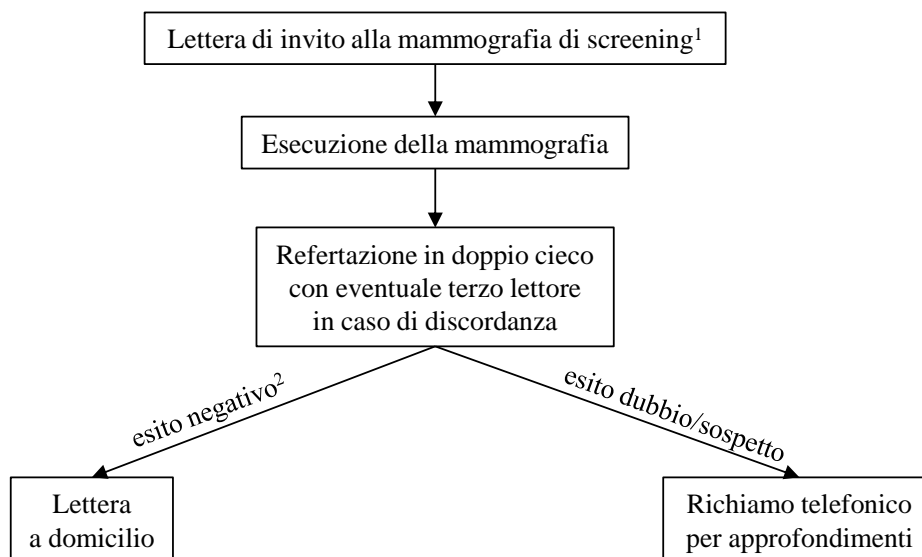 Lettera di invito alla mammografia di screening¹
Esecuzione della mammografia
Refertazione in doppio cieco
con eventuale terzo lettore
in caso di discordanza
esito negativo²
esito dubbio/sospetto
Lettera
a domicilio
Richiamo telefonico
per approfondimenti